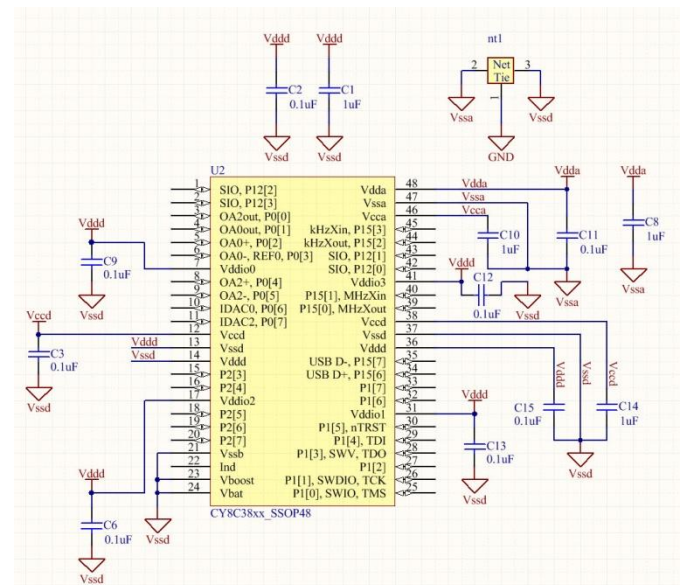 Vddd
Vddd
C2
0.1uF
C1
1uF
Vssd
Vssd
nt1
2
Net
Tie
3
1
Vssa
Vssd
GND
U2
1
SIO, P12[2]
2
SIO, P12[3]
3
OA2out, P0[0]
4
OA0out, P0[1]
5
OA0+, P0[2]
6
OA0-, REF0, P0[3]
Vddio0
8
OA2+, P0[4]
9
OA2-, P0[5]
10
IDAC0, P0[6]
11
IDAC2, P0[7]
12
Vccd
13
Vssd
14
Vddd
15
P2[3]
16
P2[4]
17
Vddio2
18
P2[5]
19
P2[6]
20
P2[7]
21
Vssb
22
Ind
23
Vboost
24
Vbat
48
Vdda
47
Vssa
46
Vcca
45
kHzXin, P15[3]
44
kHzXout, P15[2]
43
SIO, P12[1]
42
SIO, P12[0]
41
Vddio3
40
P15[1], MHzXin
39
P15[0], MHzXout
38
Vccd
37
Vssd
36
Vddd
35
USB D-, P15[7]
34
USB D+, P15[6]
33
P1[7]
32
P1[6]
31
Vddio1
30
P1[5], nTRST
29
P1[4], TDI
28
P1[3], SWV, TDO
27
P1[2]
26
P1[1], SWDIO, TCK
25
P1[0], SWIO, TMS
CY8C38xx_SSOP48
Vddd
C9
0.1uF
Vssd
Vccd
C3
0.1uF
Vssd
Vddd
Vssd
Vddd
C6
0.1uF
Vssd
Vssd
Vdda
Vssa
Vcca
Vdda
C10
1uF
C11
0.1uF
Vssa
Vdda
C8
1uF
Vssa
Vddd
C12
0.1uF
Vssd
Vddd
Vssd
Vccd
C15
0.1uF
C14
1uF
Vssd
Vddd
C13
0.1uF
Vssd